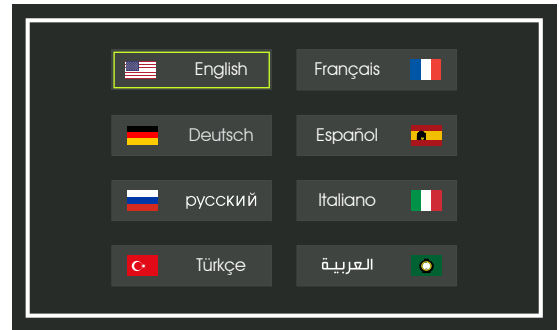 English
Français
Deutsch
Español
русский
Italiano
Türkçe
العربية